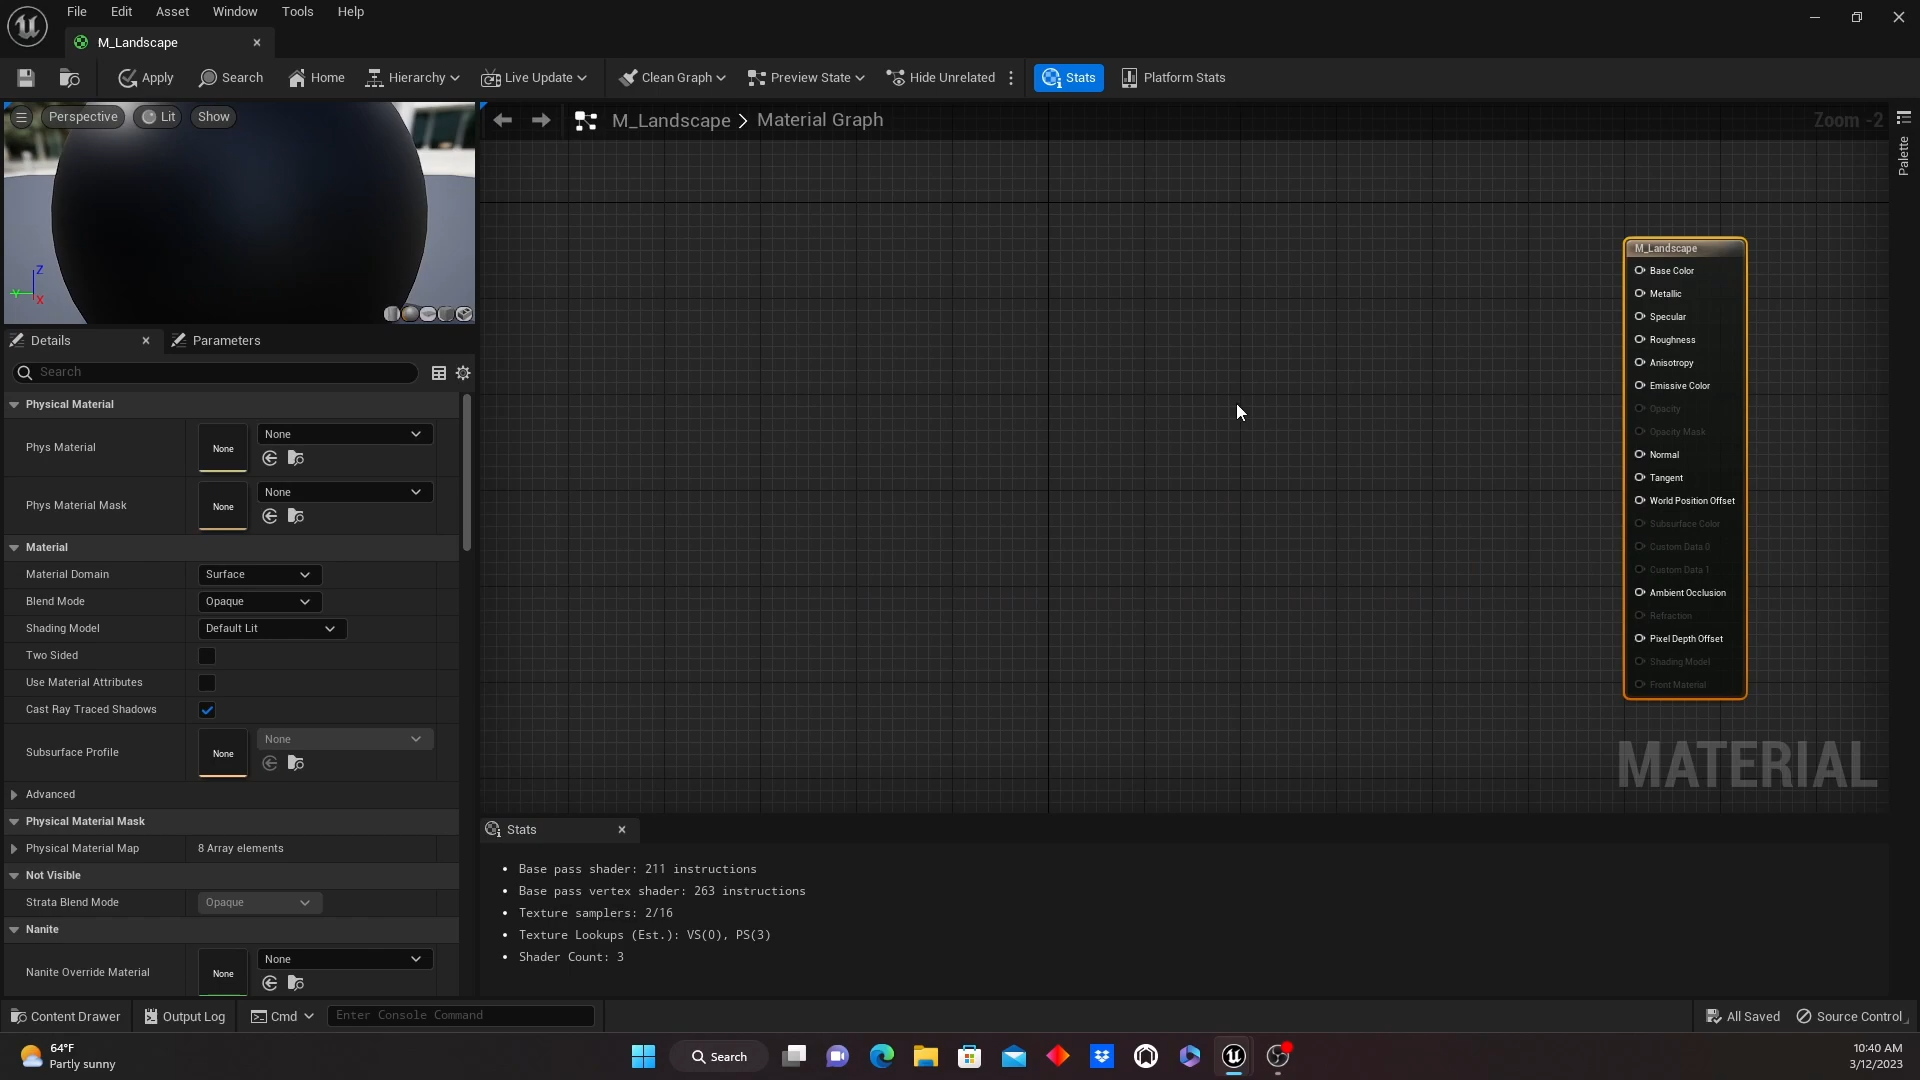 File Edit Asset Window Tools Help
M_Landscape
Apply Search Home Hierarchy Live Update Clean Graph Preview State Hide Unrelated Stats Platform Stats
Perspective Lit Show
M_Landscape > Material Graph
Zoom -2
Palette
Z
Y
X
M_Landscape
Base Color
Metallic
Specular
Roughness
Anisotropy
Emissive Color
Opacity
Opacity Mask
Normal
Tangent
World Position Offset
Subsurface Color
Custom Data 0
Custom Data 1
Ambient Occlusion
Refraction
Pixel Depth Offset
Shading Model
Front Material
MATERIAL
Details Parameters
Search
Physical Material
Phys Material None None
Phys Material Mask None None
Material
Material Domain Surface
Blend Mode Opaque
Shading Model Default Lit
Two Sided
Use Material Attributes
Cast Ray Traced Shadows
Subsurface Profile None None
Advanced
Physical Material Mask
Physical Material Map 8 Array elements
Not Visible
Strata Blend Mode Opaque
Nanite
Nanite Override Material None None
Stats
• Base pass shader: 211 instructions
• Base pass vertex shader: 263 instructions
• Texture samplers: 2/16
• Texture Lookups (Est.): VS(0), PS(3)
• Shader Count: 3
Content Drawer Output Log Cmd Enter Console Command All Saved Source Control
64°F
Partly sunny
Search
10:40 AM
3/12/2023